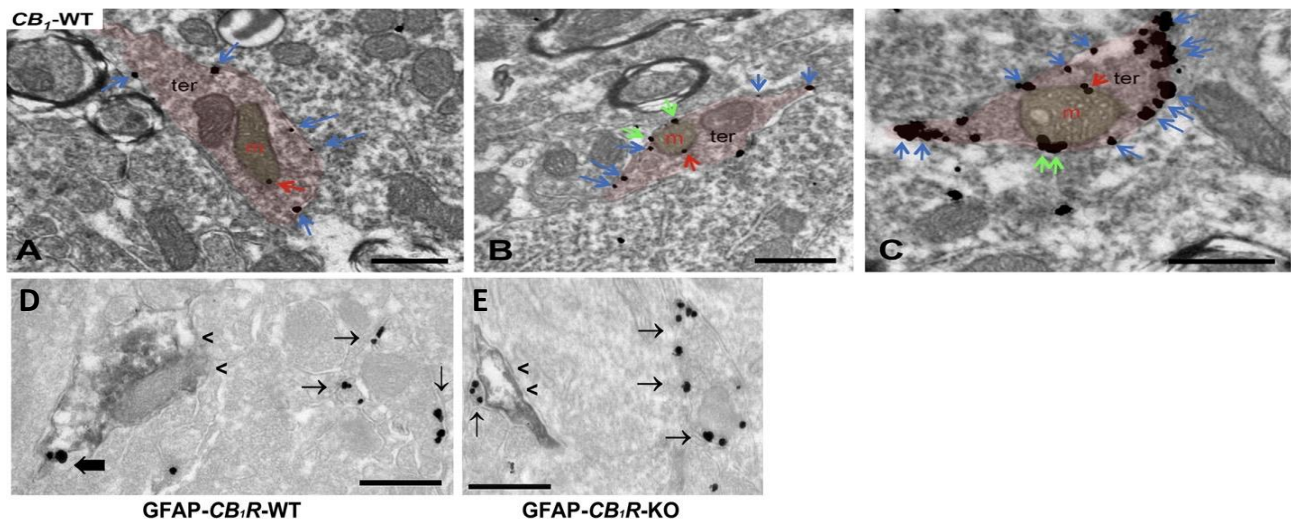 CB₁-WT
ter
m
A
m
ter
B
ter
m
C
D
E
GFAP-CB₁R-WT
GFAP-CB₁R-KO